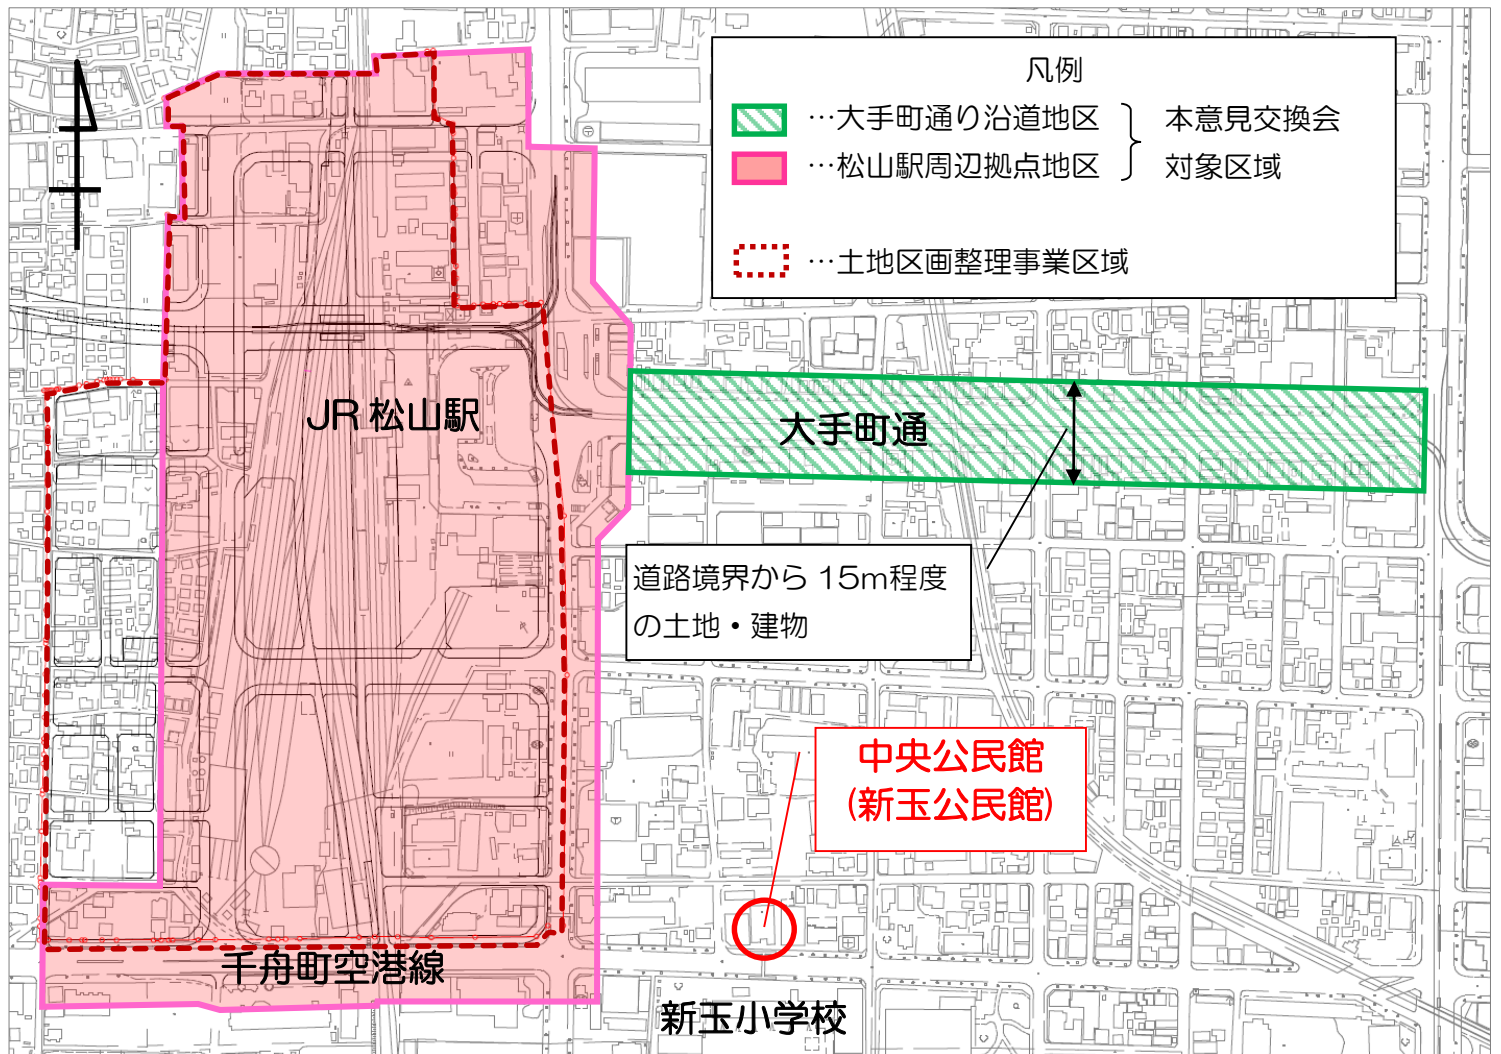 凡例
…大手町通り沿道地区
…松山駅周辺拠点地区
本意見交換会
対象区域
…土地区画整理事業区域
JR 松山駅
大手町通
道路境界から 15m程度
の土地・建物
中央公民館
(新玉公民館)
千舟町空港線
新玉小学校